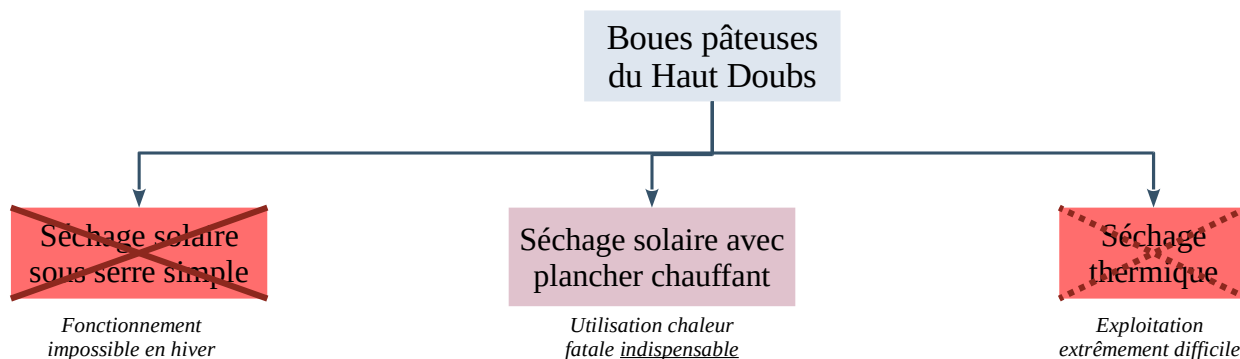 Boues pâteuses
du Haut Doubs
Séchage solaire
sous serre simple
Fonctionnement
impossible en hiver
Séchage solaire avec
plancher chauffant
Utilisation chaleur
fatale indispensable
Séchage
thermique
Exploitation
extrêmement difficile